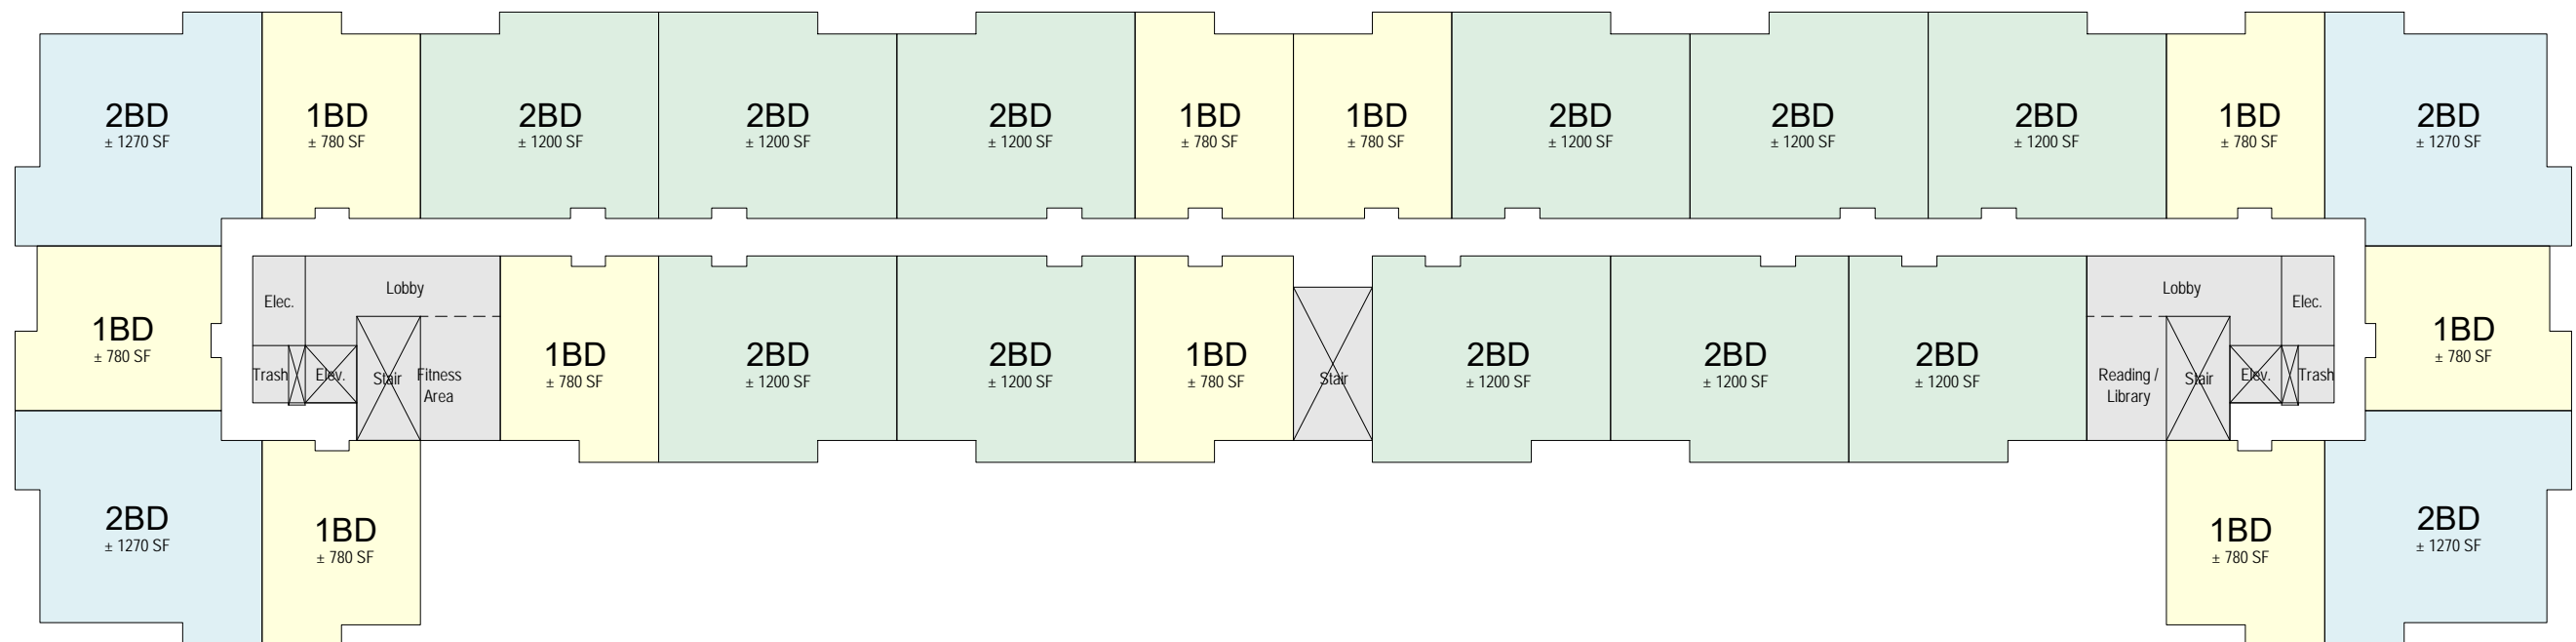 2BD
± 1270 SF
1BD
± 780 SF
2BD
± 1200 SF
2BD
± 1200 SF
2BD
± 1200 SF
1BD
± 780 SF
1BD
± 780 SF
2BD
± 1200 SF
2BD
± 1200 SF
2BD
± 1200 SF
1BD
± 780 SF
2BD
± 1270 SF
1BD
± 780 SF
Elec.
Lobby
Trash
Elev.
Stair
Fitness
Area
1BD
± 780 SF
2BD
± 1200 SF
2BD
± 1200 SF
1BD
± 780 SF
Stair
2BD
± 1200 SF
2BD
± 1200 SF
2BD
± 1200 SF
Lobby
Elec.
Reading /
Library
Stair
Elev.
Trash
1BD
± 780 SF
2BD
± 1270 SF
1BD
± 780 SF
1BD
± 780 SF
2BD
± 1270 SF